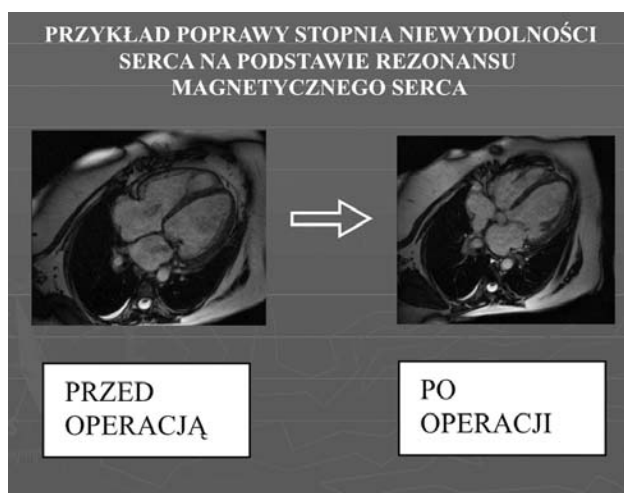 PRZYKŁAD POPRAWY STOPNIA NIEWYDOLNOŚCI
SERCA NA PODSTAWIE REZONANSU
MAGNETYCZNEGO SERCA
PRZED
OPERACJĄ
PO
OPERACJI